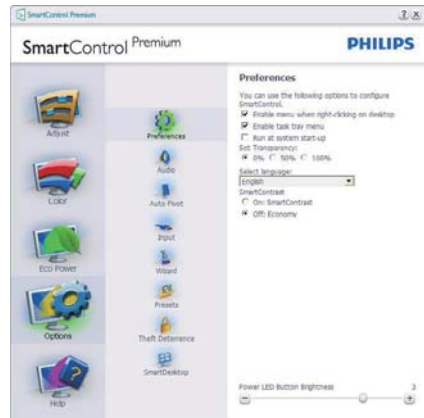 SmartControl Premium
SmartControl Premium
PHILIPS
Adjust
Color
Eco Power
Options
Help
Preferences
Audio
Auto Pivot
Input
Wizard
Presets
Theft Deterrence
SmartDesktop
Preferences
You can use the following options to configure
SmartControl.
Enable menu when right-clicking on desktop
Enable task tray menu
Run at system start-up
Set Transparency:
0% 50% 100%
Select language:
English
SmartContrast
On: SmartContrast
Off: Economy
Power LED Button Brightness 3